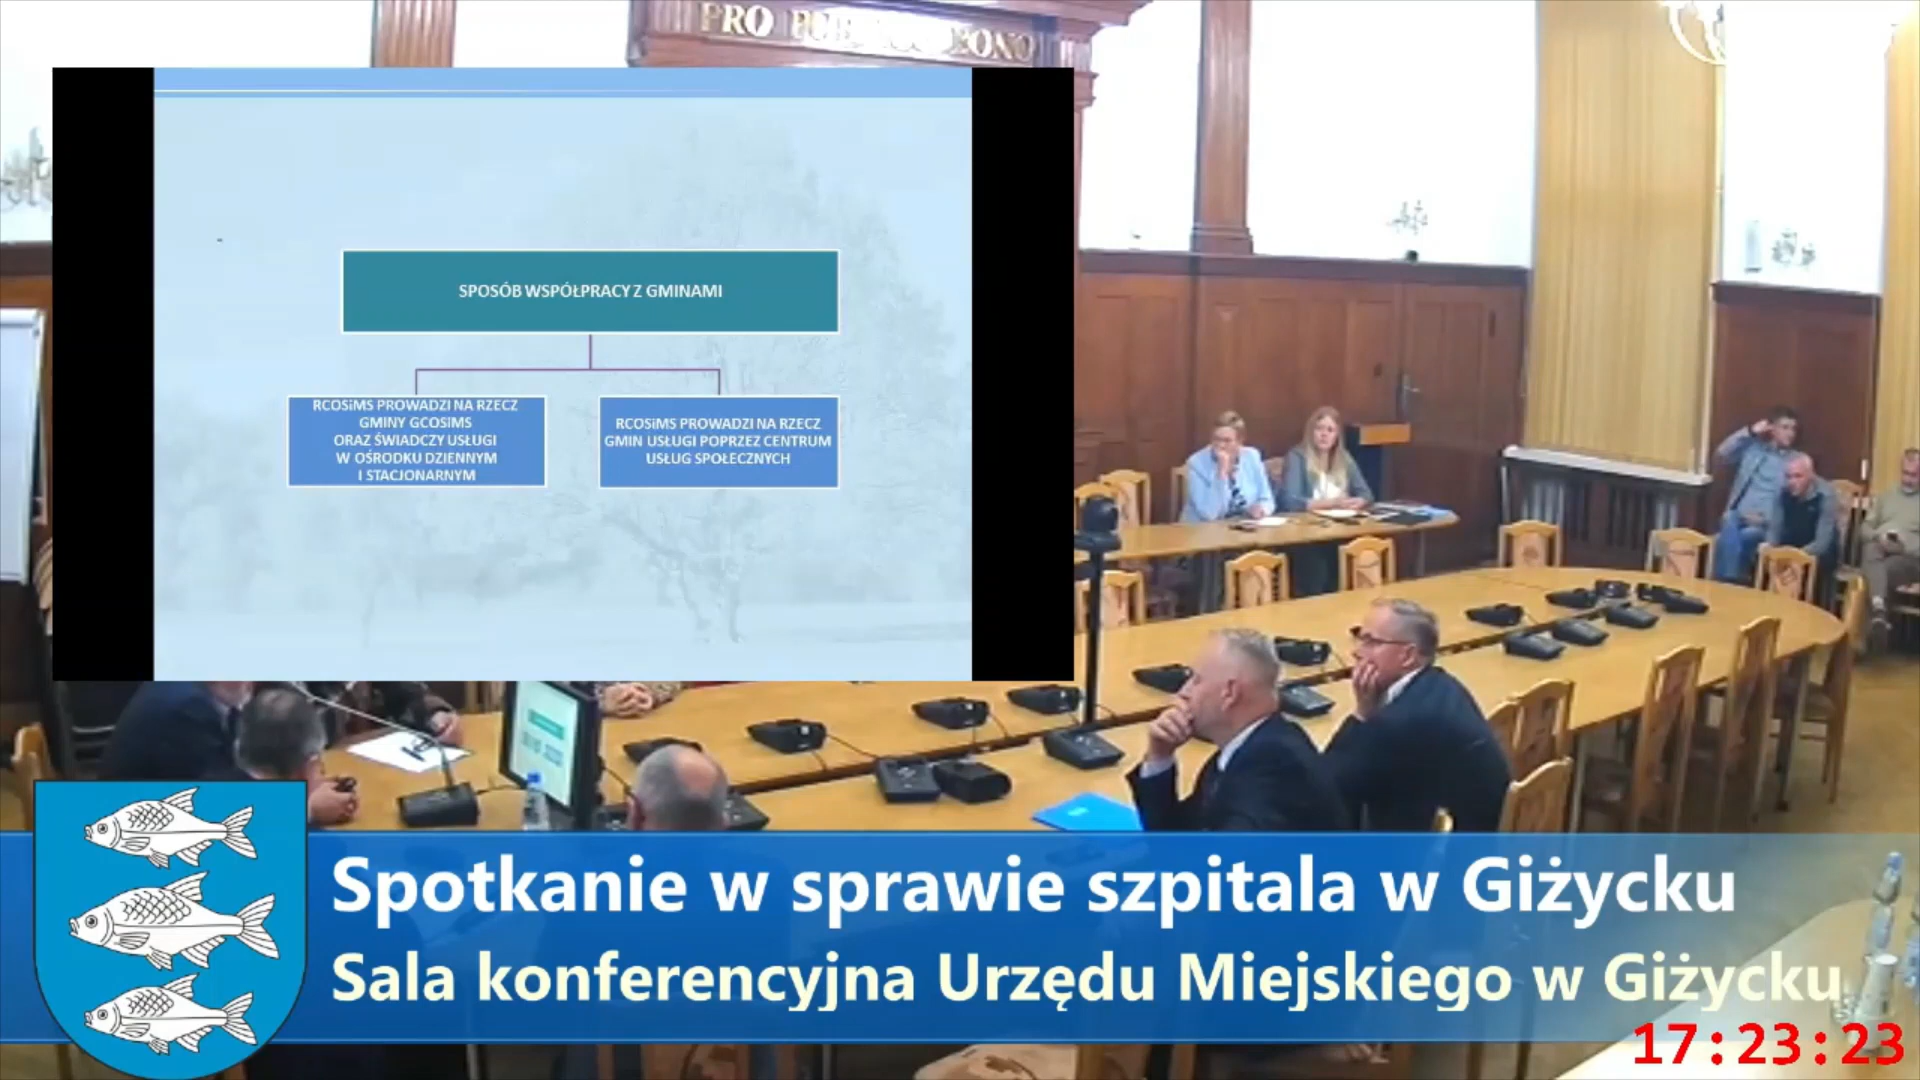 PRO PUBLICO BONO
SPOSÓB WSPÓŁPRACY Z GMINAMI
RCOSiMS PROWADZI NA RZECZ
GMINY GCOSIMS
ORAZ ŚWIADCZY USŁUGI
W OŚRODKU DZIENNYM
I STACJONARNYM
RCOSiMS PROWADZI NA RZECZ
GMIN USŁUGI POPRZEZ CENTRUM
USŁUG SPOŁECZNYCH
Spotkanie w sprawie szpitala w Giżycku
Sala konferencyjna Urzędu Miejskiego w Giżycku
17:23:23